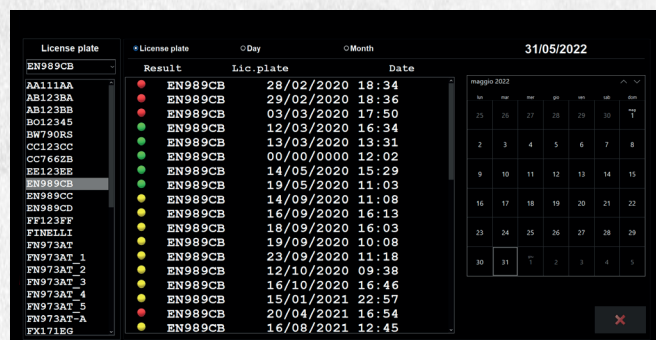 License plate
License plate Day Month
31/05/2022
EN989CB
Result Lic.plate Date
AA111AA
AB123BA
AB123BB
BO12345
BW790RS
CC123CC
CC766ZB
EE123EE
EN989CB
EN989CC
EN989CD
FF123FF
FINELLI
FN973AT
FN973AT_1
FN973AT_2
FN973AT_3
FN973AT_4
FN973AT_5
FN973AT-A
FX171EG
EN989CB 28/02/2020 18:34
EN989CB 29/02/2020 18:36
EN989CB 03/03/2020 17:50
EN989CB 12/03/2020 16:34
EN989CB 13/03/2020 13:31
EN989CB 00/00/0000 12:02
EN989CB 14/05/2020 15:29
EN989CB 19/05/2020 11:03
EN989CB 14/09/2020 11:08
EN989CB 16/09/2020 16:13
EN989CB 18/09/2020 16:03
EN989CB 19/09/2020 10:08
EN989CB 23/09/2020 11:18
EN989CB 12/10/2020 09:38
EN989CB 16/10/2020 16:46
EN989CB 15/01/2021 22:57
EN989CB 20/04/2021 16:54
EN989CB 16/08/2021 12:45
maggio 2022
lun mar mer gio ven sab dom
mag
25 26 27 28 29 30 1
2 3 4 5 6 7 8
9 10 11 12 13 14 15
16 17 18 19 20 21 22
23 24 25 26 27 28 29
30 31 1 2 3 4 5